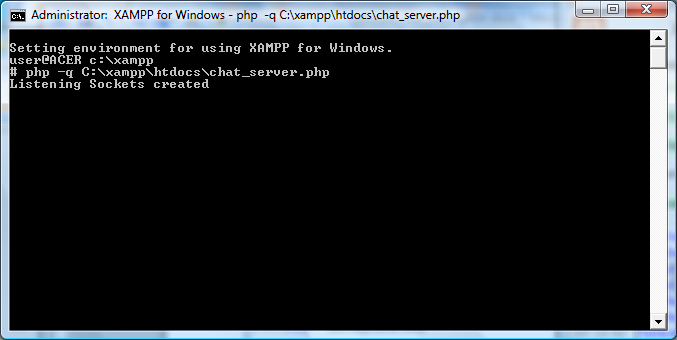 Administrator:  XAMPP for Windows - php  -q C:\xampp\htdocs\chat_server.php
Setting environment for using XAMPP for Windows.
user@ACER c:\xampp
# php -q C:\xampp\htdocs\chat_server.php
Listening Sockets created